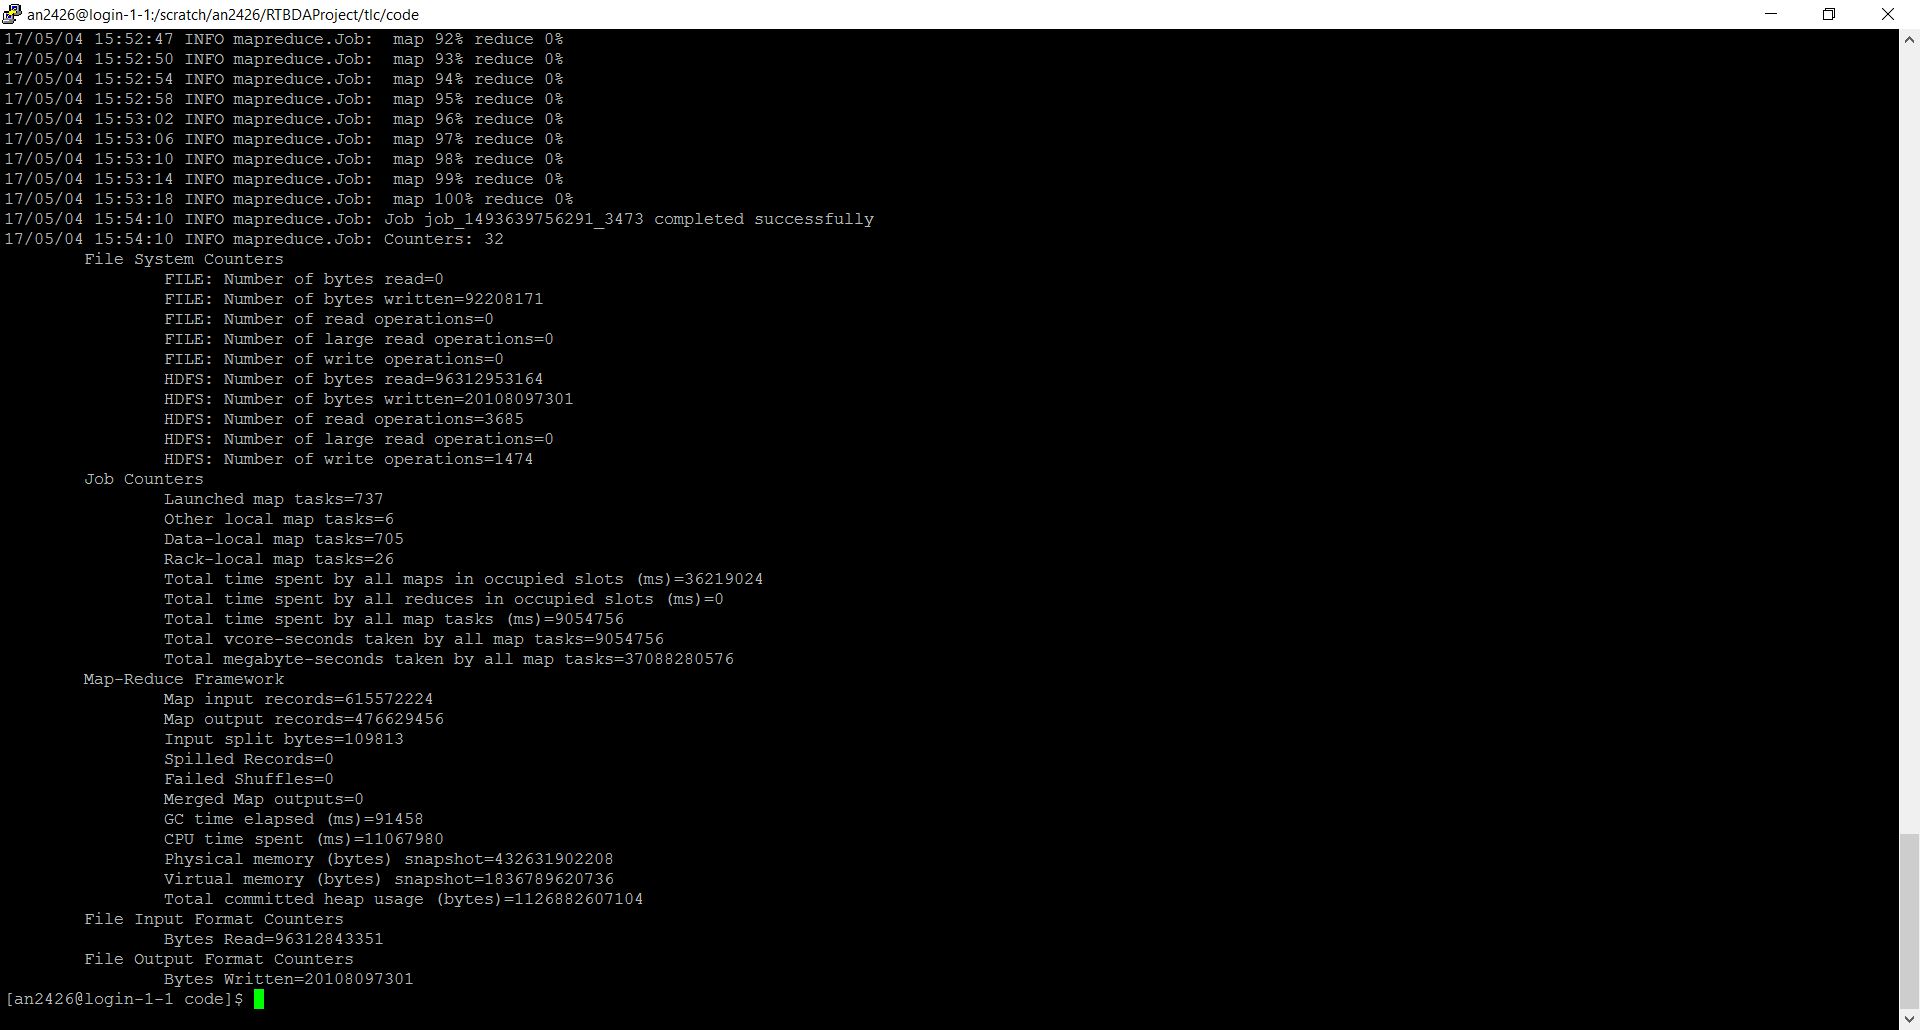 an2426@login-1-1:/scratch/an2426/RTBDAProject/tlc/code
17/05/04 15:52:47 INFO mapreduce.Job:  map 92% reduce 0%
17/05/04 15:52:50 INFO mapreduce.Job:  map 93% reduce 0%
17/05/04 15:52:54 INFO mapreduce.Job:  map 94% reduce 0%
17/05/04 15:52:58 INFO mapreduce.Job:  map 95% reduce 0%
17/05/04 15:53:02 INFO mapreduce.Job:  map 96% reduce 0%
17/05/04 15:53:06 INFO mapreduce.Job:  map 97% reduce 0%
17/05/04 15:53:10 INFO mapreduce.Job:  map 98% reduce 0%
17/05/04 15:53:14 INFO mapreduce.Job:  map 99% reduce 0%
17/05/04 15:53:18 INFO mapreduce.Job:  map 100% reduce 0%
17/05/04 15:54:10 INFO mapreduce.Job: Job job_1493639756291_3473 completed successfully
17/05/04 15:54:10 INFO mapreduce.Job: Counters: 32
File System Counters
FILE: Number of bytes read=0
FILE: Number of bytes written=92208171
FILE: Number of read operations=0
FILE: Number of large read operations=0
FILE: Number of write operations=0
HDFS: Number of bytes read=96312953164
HDFS: Number of bytes written=20108097301
HDFS: Number of read operations=3685
HDFS: Number of large read operations=0
HDFS: Number of write operations=1474
Job Counters
Launched map tasks=737
Other local map tasks=6
Data-local map tasks=705
Rack-local map tasks=26
Total time spent by all maps in occupied slots (ms)=36219024
Total time spent by all reduces in occupied slots (ms)=0
Total time spent by all map tasks (ms)=9054756
Total vcore-seconds taken by all map tasks=9054756
Total megabyte-seconds taken by all map tasks=37088280576
Map-Reduce Framework
Map input records=615572224
Map output records=476629456
Input split bytes=109813
Spilled Records=0
Failed Shuffles=0
Merged Map outputs=0
GC time elapsed (ms)=91458
CPU time spent (ms)=11067980
Physical memory (bytes) snapshot=432631902208
Virtual memory (bytes) snapshot=1836789620736
Total committed heap usage (bytes)=1126882607104
File Input Format Counters
Bytes Read=96312843351
File Output Format Counters
Bytes Written=20108097301
[an2426@login-1-1 code]$